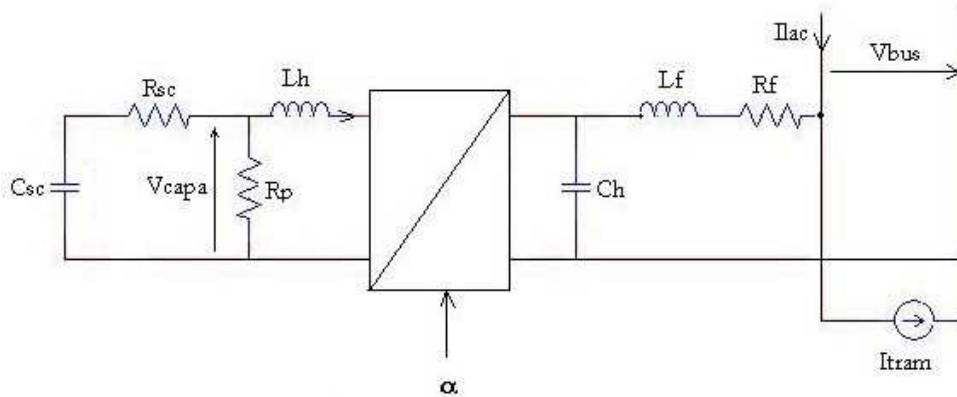 Ilac
Vbus
Lh
Lf
Rf
Rsc
Csc
Vcapa
Rp
Ch
Itram
α